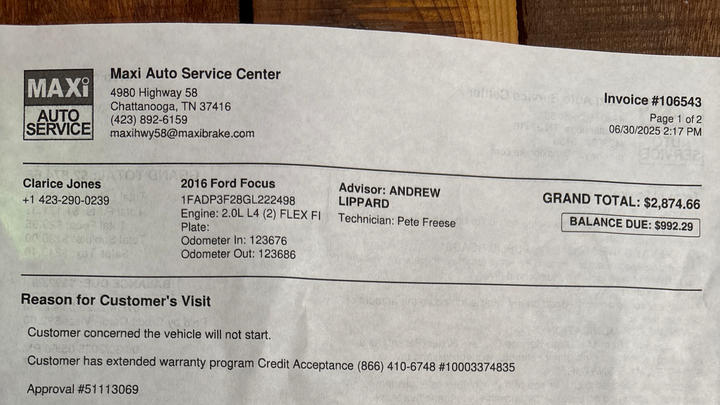 MAXi
AUTO
SERVICE
Maxi Auto Service Center
4980 Highway 58
Chattanooga, TN 37416
(423) 892-6159
maxihwy58@maxibrake.com
Invoice #106543
Page 1 of 2
06/30/2025 2:17 PM
Clarice Jones
+1 423-290-0239
2016 Ford Focus
1FADP3F28GL222498
Engine: 2.0L L4 (2) FLEX FI
Plate:
Odometer In: 123676
Odometer Out: 123686
Advisor: ANDREW
LIPPARD
Technician: Pete Freese
GRAND TOTAL: $2,874.66
BALANCE DUE: $992.29
Reason for Customer's Visit
Customer concerned the vehicle will not start.
Customer has extended warranty program Credit Acceptance (866) 410-6748 #10003374835
Approval #51113069